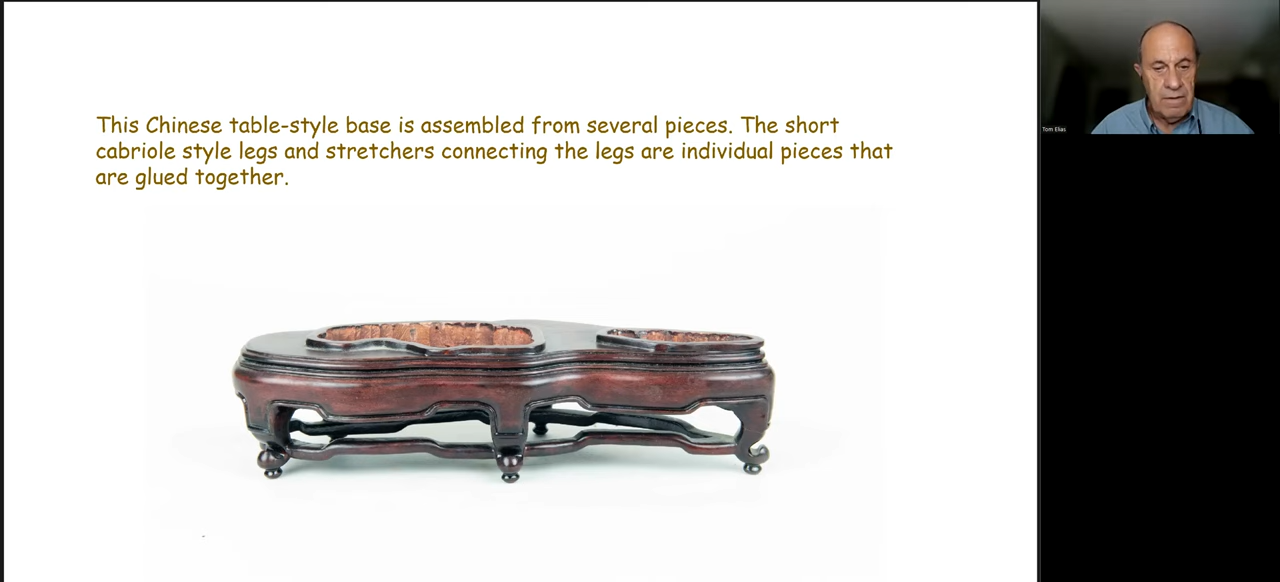 This Chinese table-style base is assembled from several pieces. The short
cabriole style legs and stretchers connecting the legs are individual pieces that
are glued together.
Tom Elias